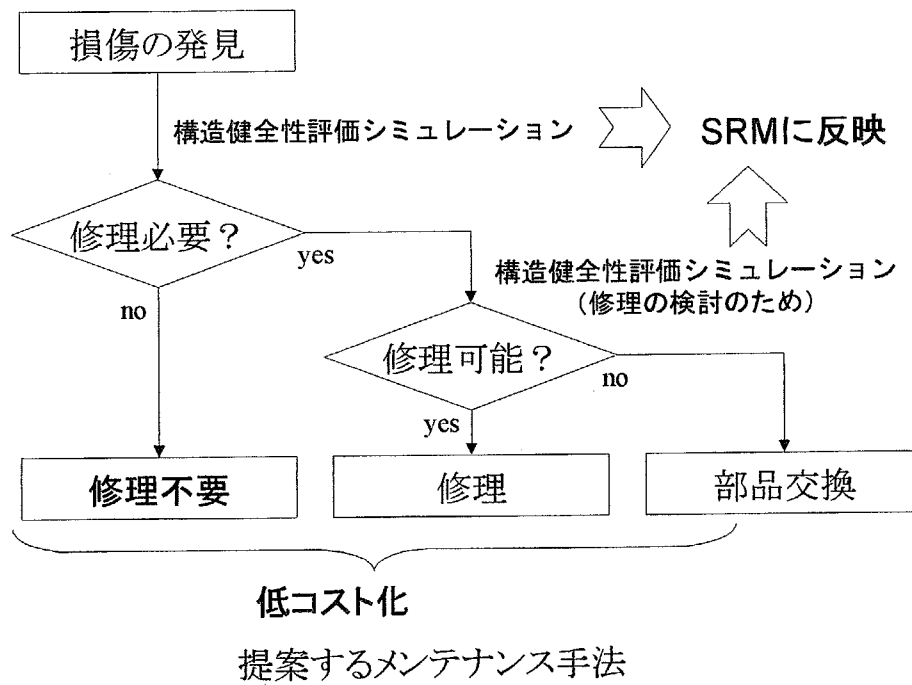 損傷の発見
構造健全性評価シミュレーション
SRMに反映
修理必要？
yes
構造健全性評価シミュレーション
（修理の検討のため）
no
修理可能？
no
yes
修理不要
修理
部品交換
低コスト化
提案するメンテナンス手法